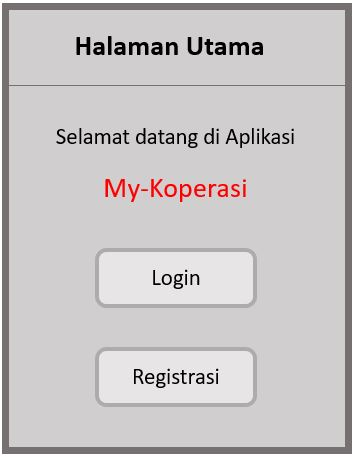 Halaman Utama
Selamat datang di Aplikasi
My-Koperasi
Login
Registrasi